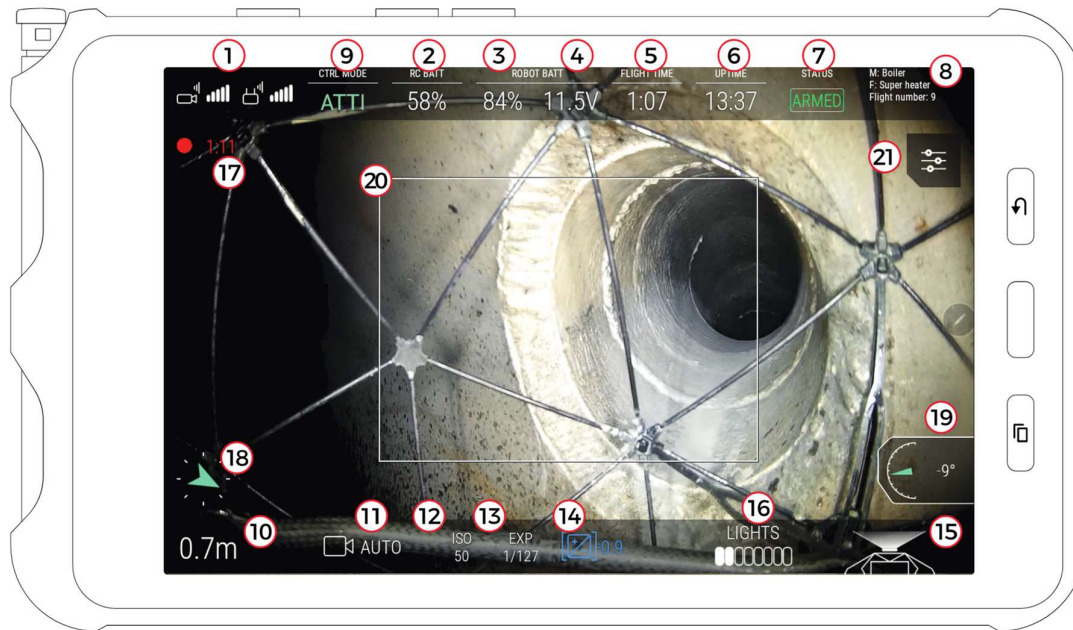 1 9 2 3 4 5 6 7 8
CTRL MODE RC BATT ROBOT BATT FLIGHT TIME UPTIME STATUS
ATTI 58% 84% 11.5V 1:07 13:37 ARMED
M: Boiler
F: Super heater
Flight number: 9
1:11
17
20
21
19
-9°
18
10 11 12 13 14 16 15
0.7m
AUTO
ISO
50
EXP
1/127
-0.9
LIGHTS